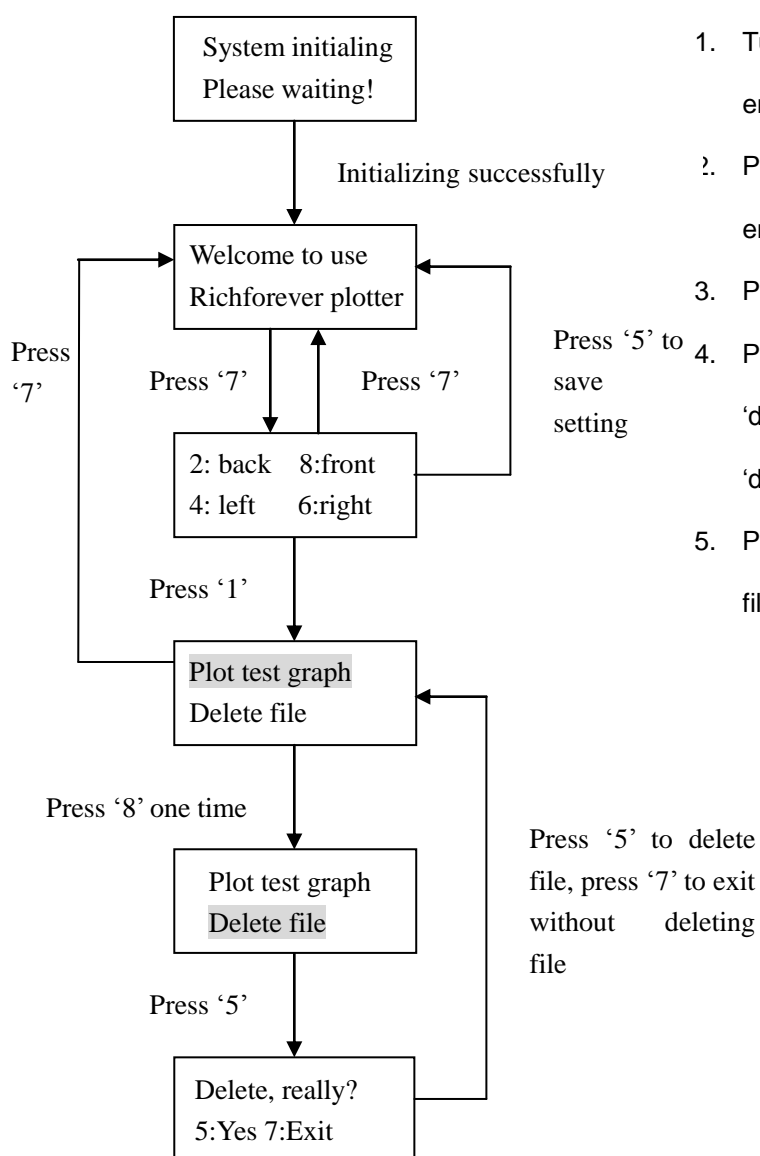 System initialing
Please waiting!
Initializing successfully
Welcome to use
Richforever plotter
Press
‘7’
Press ‘7’
Press ‘7’
Press ‘5’ to
save
setting
2: back 8:front
4: left 6:right
Press ‘1’
Plot test graph
Delete file
Press ‘8’ one time
Plot test graph
Delete file
Press ‘5’
Press ‘5’ to delete
file, press ‘7’ to exit
without deleting
file
Delete, really?
5:Yes 7:Exit
1.
2.
3.
4.
5.